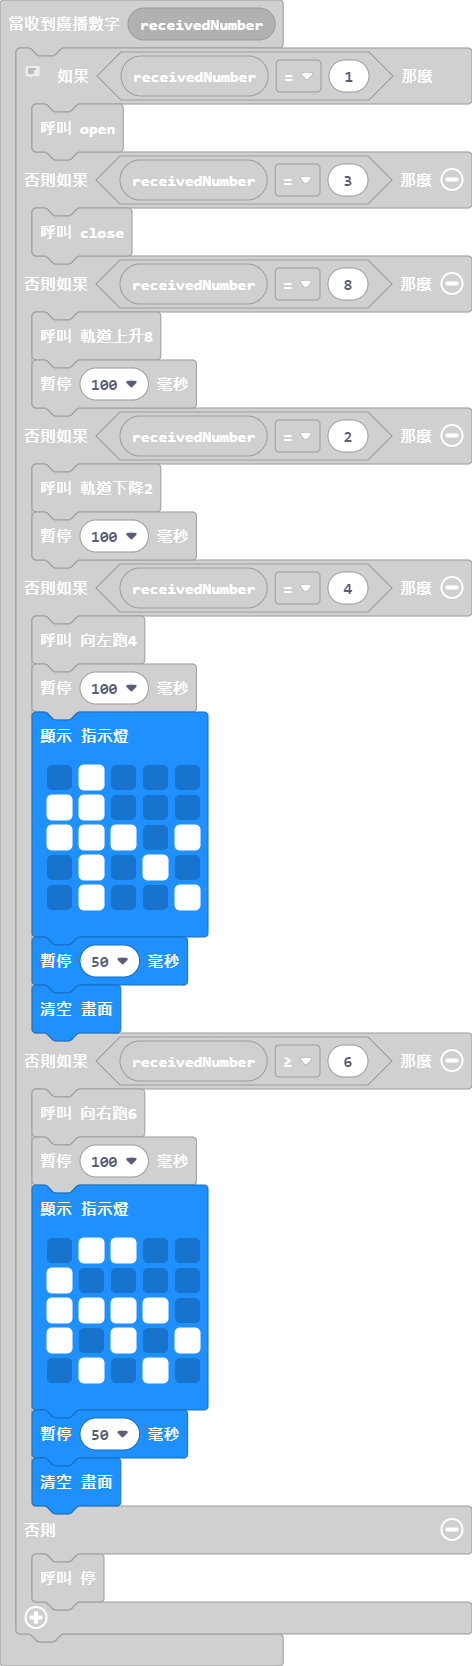 當收到廣播數字 receivedNumber
如果 receivedNumber = 1 那麼
呼叫 open
否則如果 receivedNumber = 3 那麼
呼叫 close
否則如果 receivedNumber = 8 那麼
呼叫 軌道上升8
暫停 100 毫秒
否則如果 receivedNumber = 2 那麼
呼叫 軌道下降2
暫停 100 毫秒
否則如果 receivedNumber = 4 那麼
呼叫 向左跑4
暫停 100 毫秒
顯示 指示燈
暫停 50 毫秒
清空 畫面
否則如果 receivedNumber ≥ 6 那麼
呼叫 向右跑6
暫停 100 毫秒
顯示 指示燈
暫停 50 毫秒
清空 畫面
否則
呼叫 停